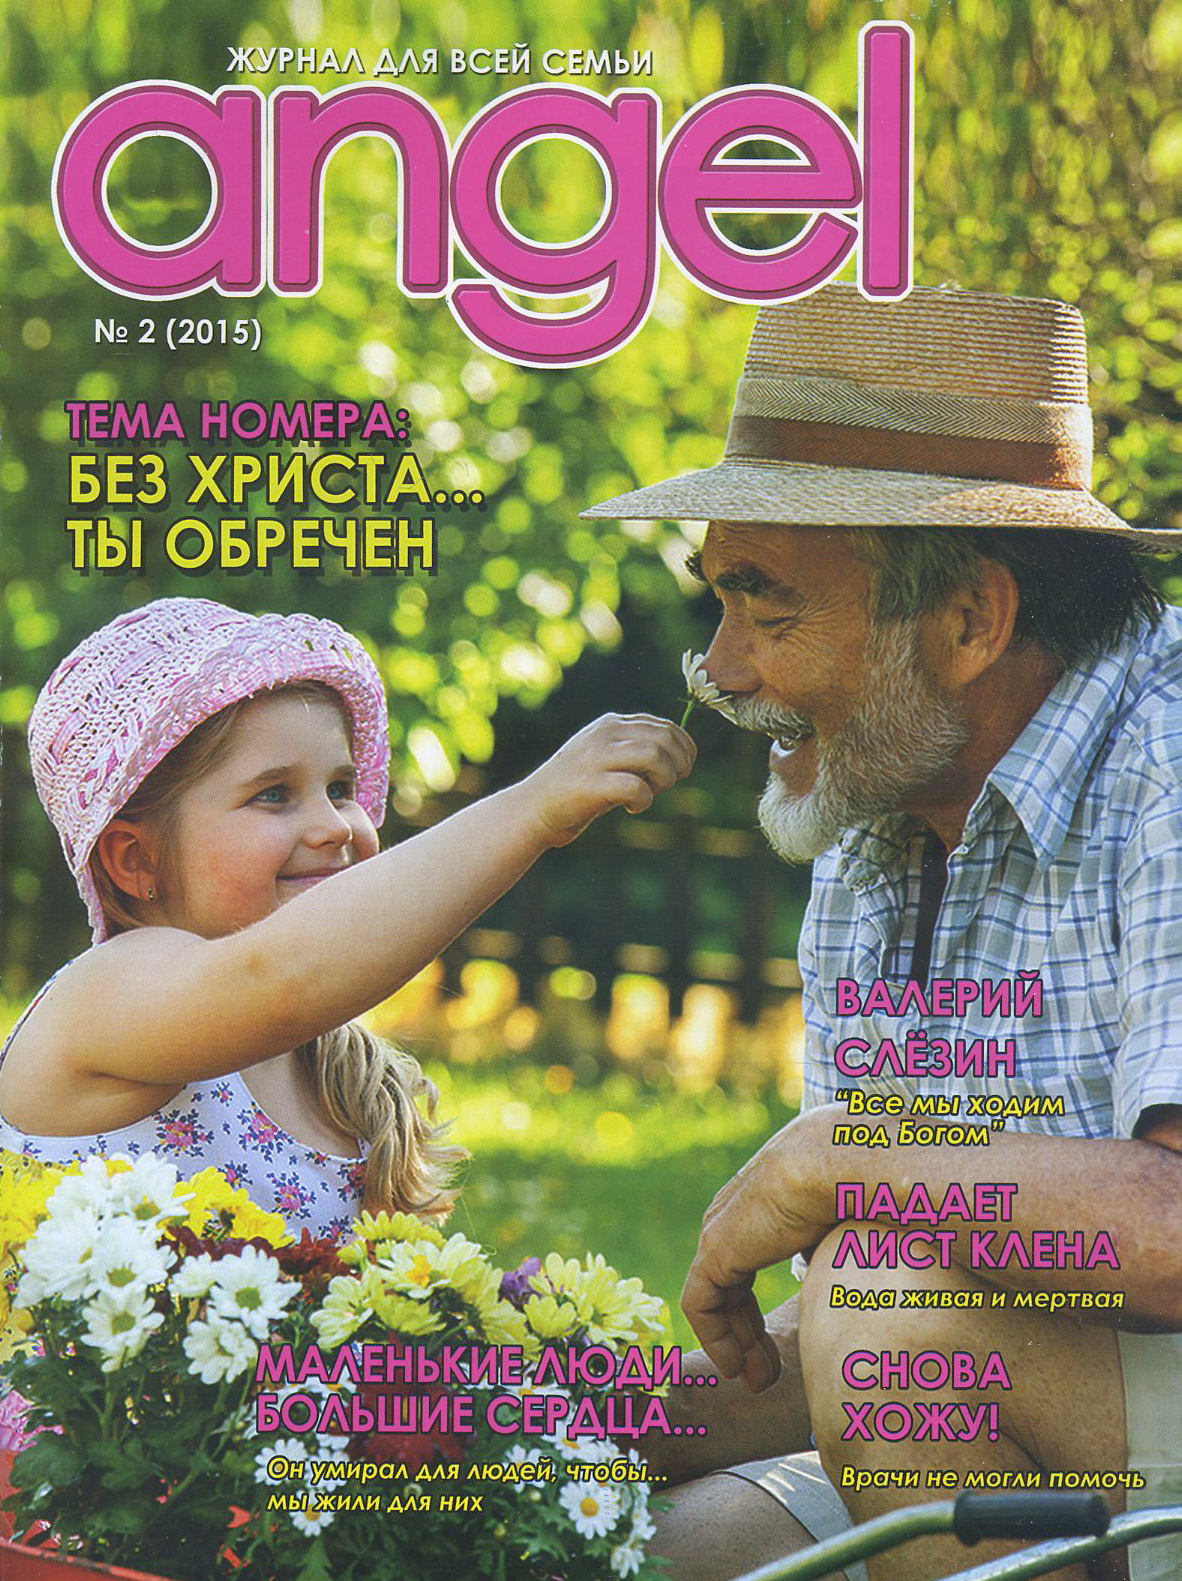 ЖУРНАЛ ДЛЯ ВСЕЙ СЕМЬИ
angel
№ 2 (2015)
ТЕМА НОМЕРА:
БЕЗ ХРИСТА...
ТЫ ОБРЕЧЕН
ВАЛЕРИЙ
СЛЁЗИН
“Все мы ходим
под Богом”
ПАДАЕТ
ЛИСТ КЛЕНА
Вода живая и мертвая
МАЛЕНЬКИЕ ЛЮДИ...
БОЛЬШИЕ СЕРДЦА...
Он умирал для людей, чтобы...
мы жили для них
СНОВА
ХОЖУ!
Врачи не могли помочь